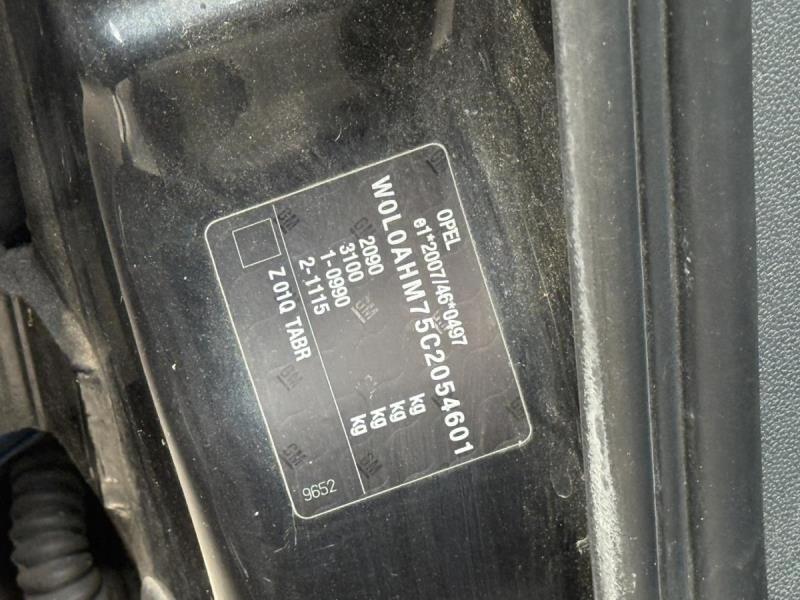 OPEL
e1*2007/46*0497
W0L0AHM75C2054601
2090 kg
3100 kg
1-0990 kg
2-1115 kg
Z 01Q TABR
9652